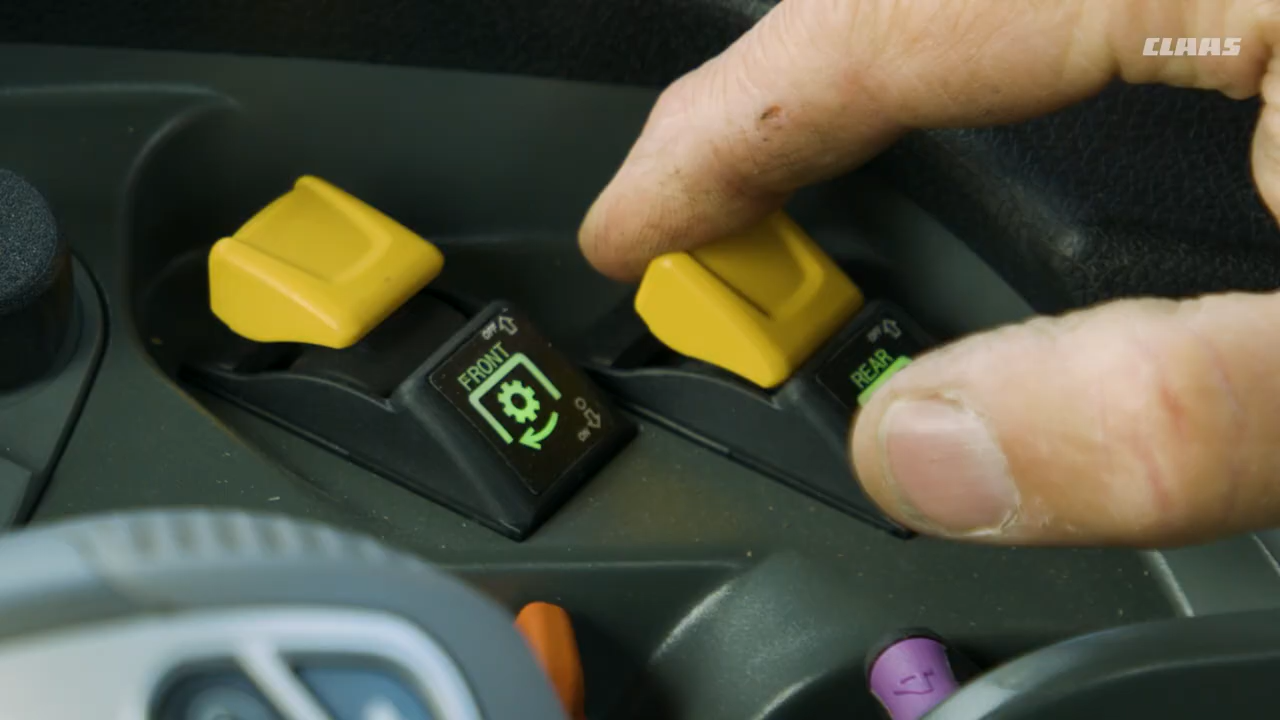 CLAAS
OFF
FRONT
ON
OFF
REAR